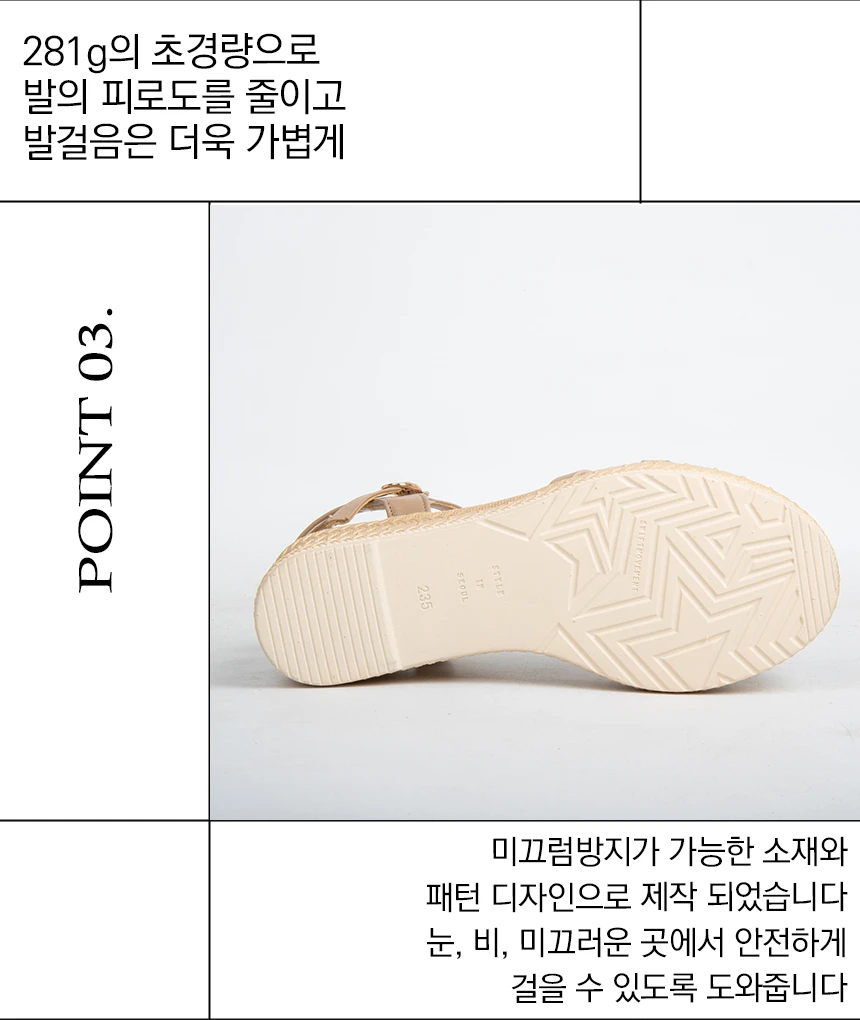 281g의 초경량으로
발의 피로도를 줄이고
발걸음은 더욱 가볍게
POINT 03.
STYLE
IF
SEOUL
235
미끄럼방지가 가능한 소재와
패턴 디자인으로 제작 되었습니다
눈, 비, 미끄러운 곳에서 안전하게
걸을 수 있도록 도와줍니다